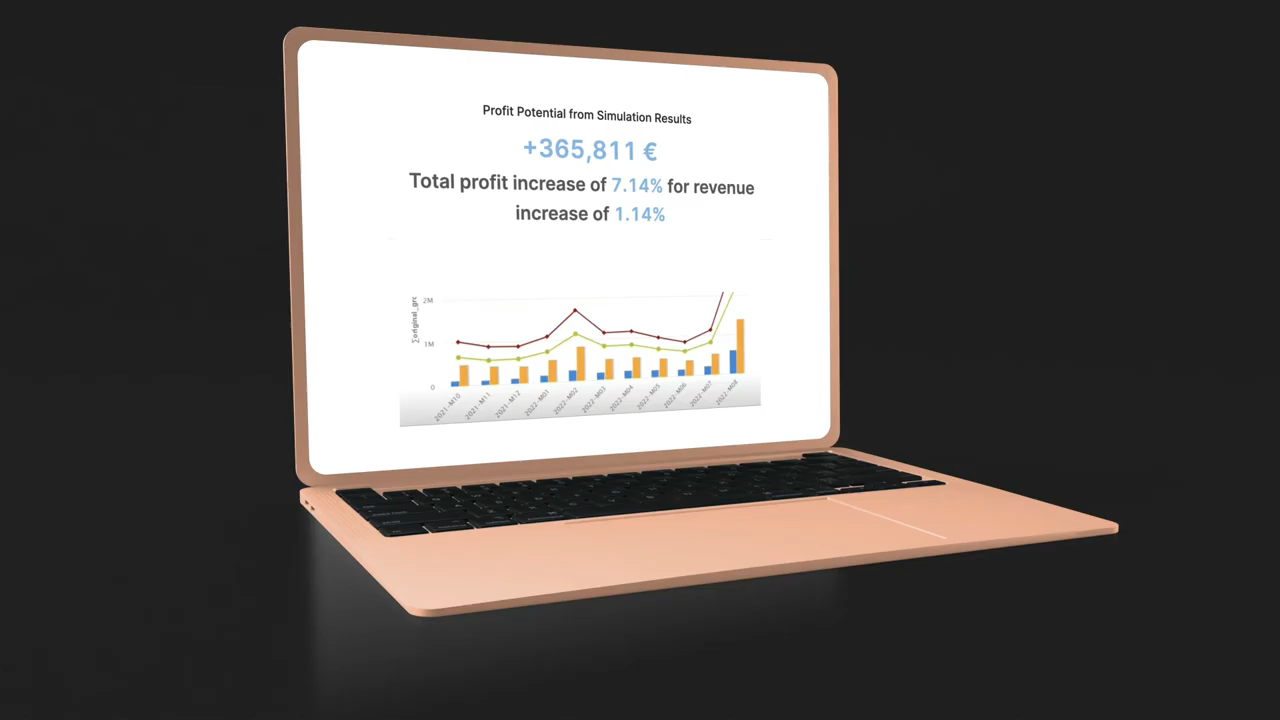 Profit Potential from Simulation Results
+365,811 €
Total profit increase of 7.14% for revenue
increase of 1.14%
∑original_grc
2M
1M
0
2021-M10
2021-M11
2021-M12
2022-M01
2022-M02
2022-M03
2022-M04
2022-M05
2022-M06
2022-M07
2022-M08